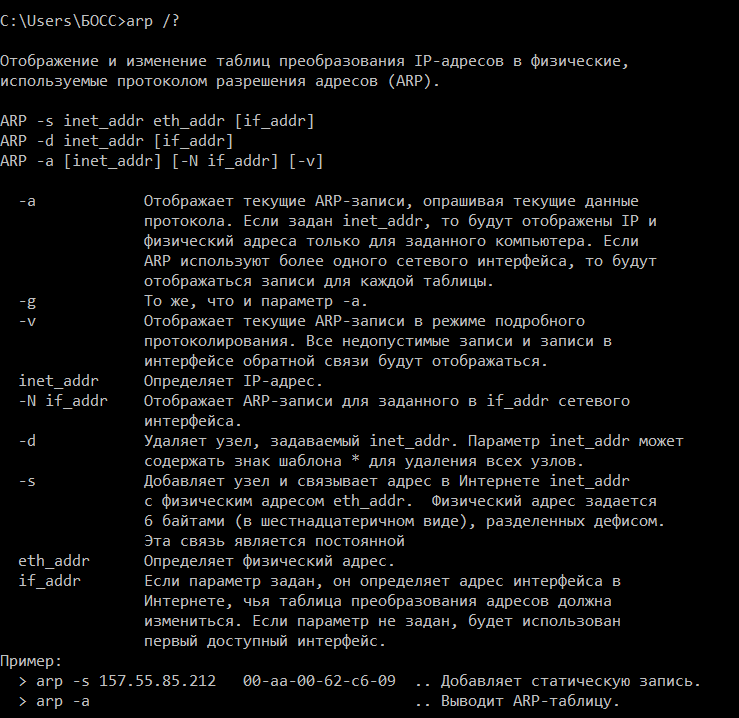 C:\Users\БОСС>arp /?
Отображение и изменение таблиц преобразования IP-адресов в физические,
используемые протоколом разрешения адресов (ARP).
ARP -s inet_addr eth_addr [if_addr]
ARP -d inet_addr [if_addr]
ARP -a [inet_addr] [-N if_addr] [-v]
-a Отображает текущие ARP-записи, опрашивая текущие данные
протокола. Если задан inet_addr, то будут отображены IP и
физический адреса только для заданного компьютера. Если
ARP используют более одного сетевого интерфейса, то будут
отображаться записи для каждой таблицы.
-g То же, что и параметр -a.
-v Отображает текущие ARP-записи в режиме подробного
протоколирования. Все недопустимые записи и записи в
интерфейсе обратной связи будут отображаться.
inet_addr Определяет IP-адрес.
-N if_addr Отображает ARP-записи для заданного в if_addr сетевого
интерфейса.
-d Удаляет узел, задаваемый inet_addr. Параметр inet_addr может
содержать знак шаблона * для удаления всех узлов.
-s Добавляет узел и связывает адрес в Интернете inet_addr
с физическим адресом eth_addr. Физический адрес задается
6 байтами (в шестнадцатеричном виде), разделенных дефисом.
Эта связь является постоянной
eth_addr Определяет физический адрес.
if_addr Если параметр задан, он определяет адрес интерфейса в
Интернете, чья таблица преобразования адресов должна
измениться. Если параметр не задан, будет использован
первый доступный интерфейс.
Пример:
> arp -s 157.55.85.212 00-aa-00-62-c6-09 .. Добавляет статическую запись.
> arp -a .. Выводит ARP-таблицу.